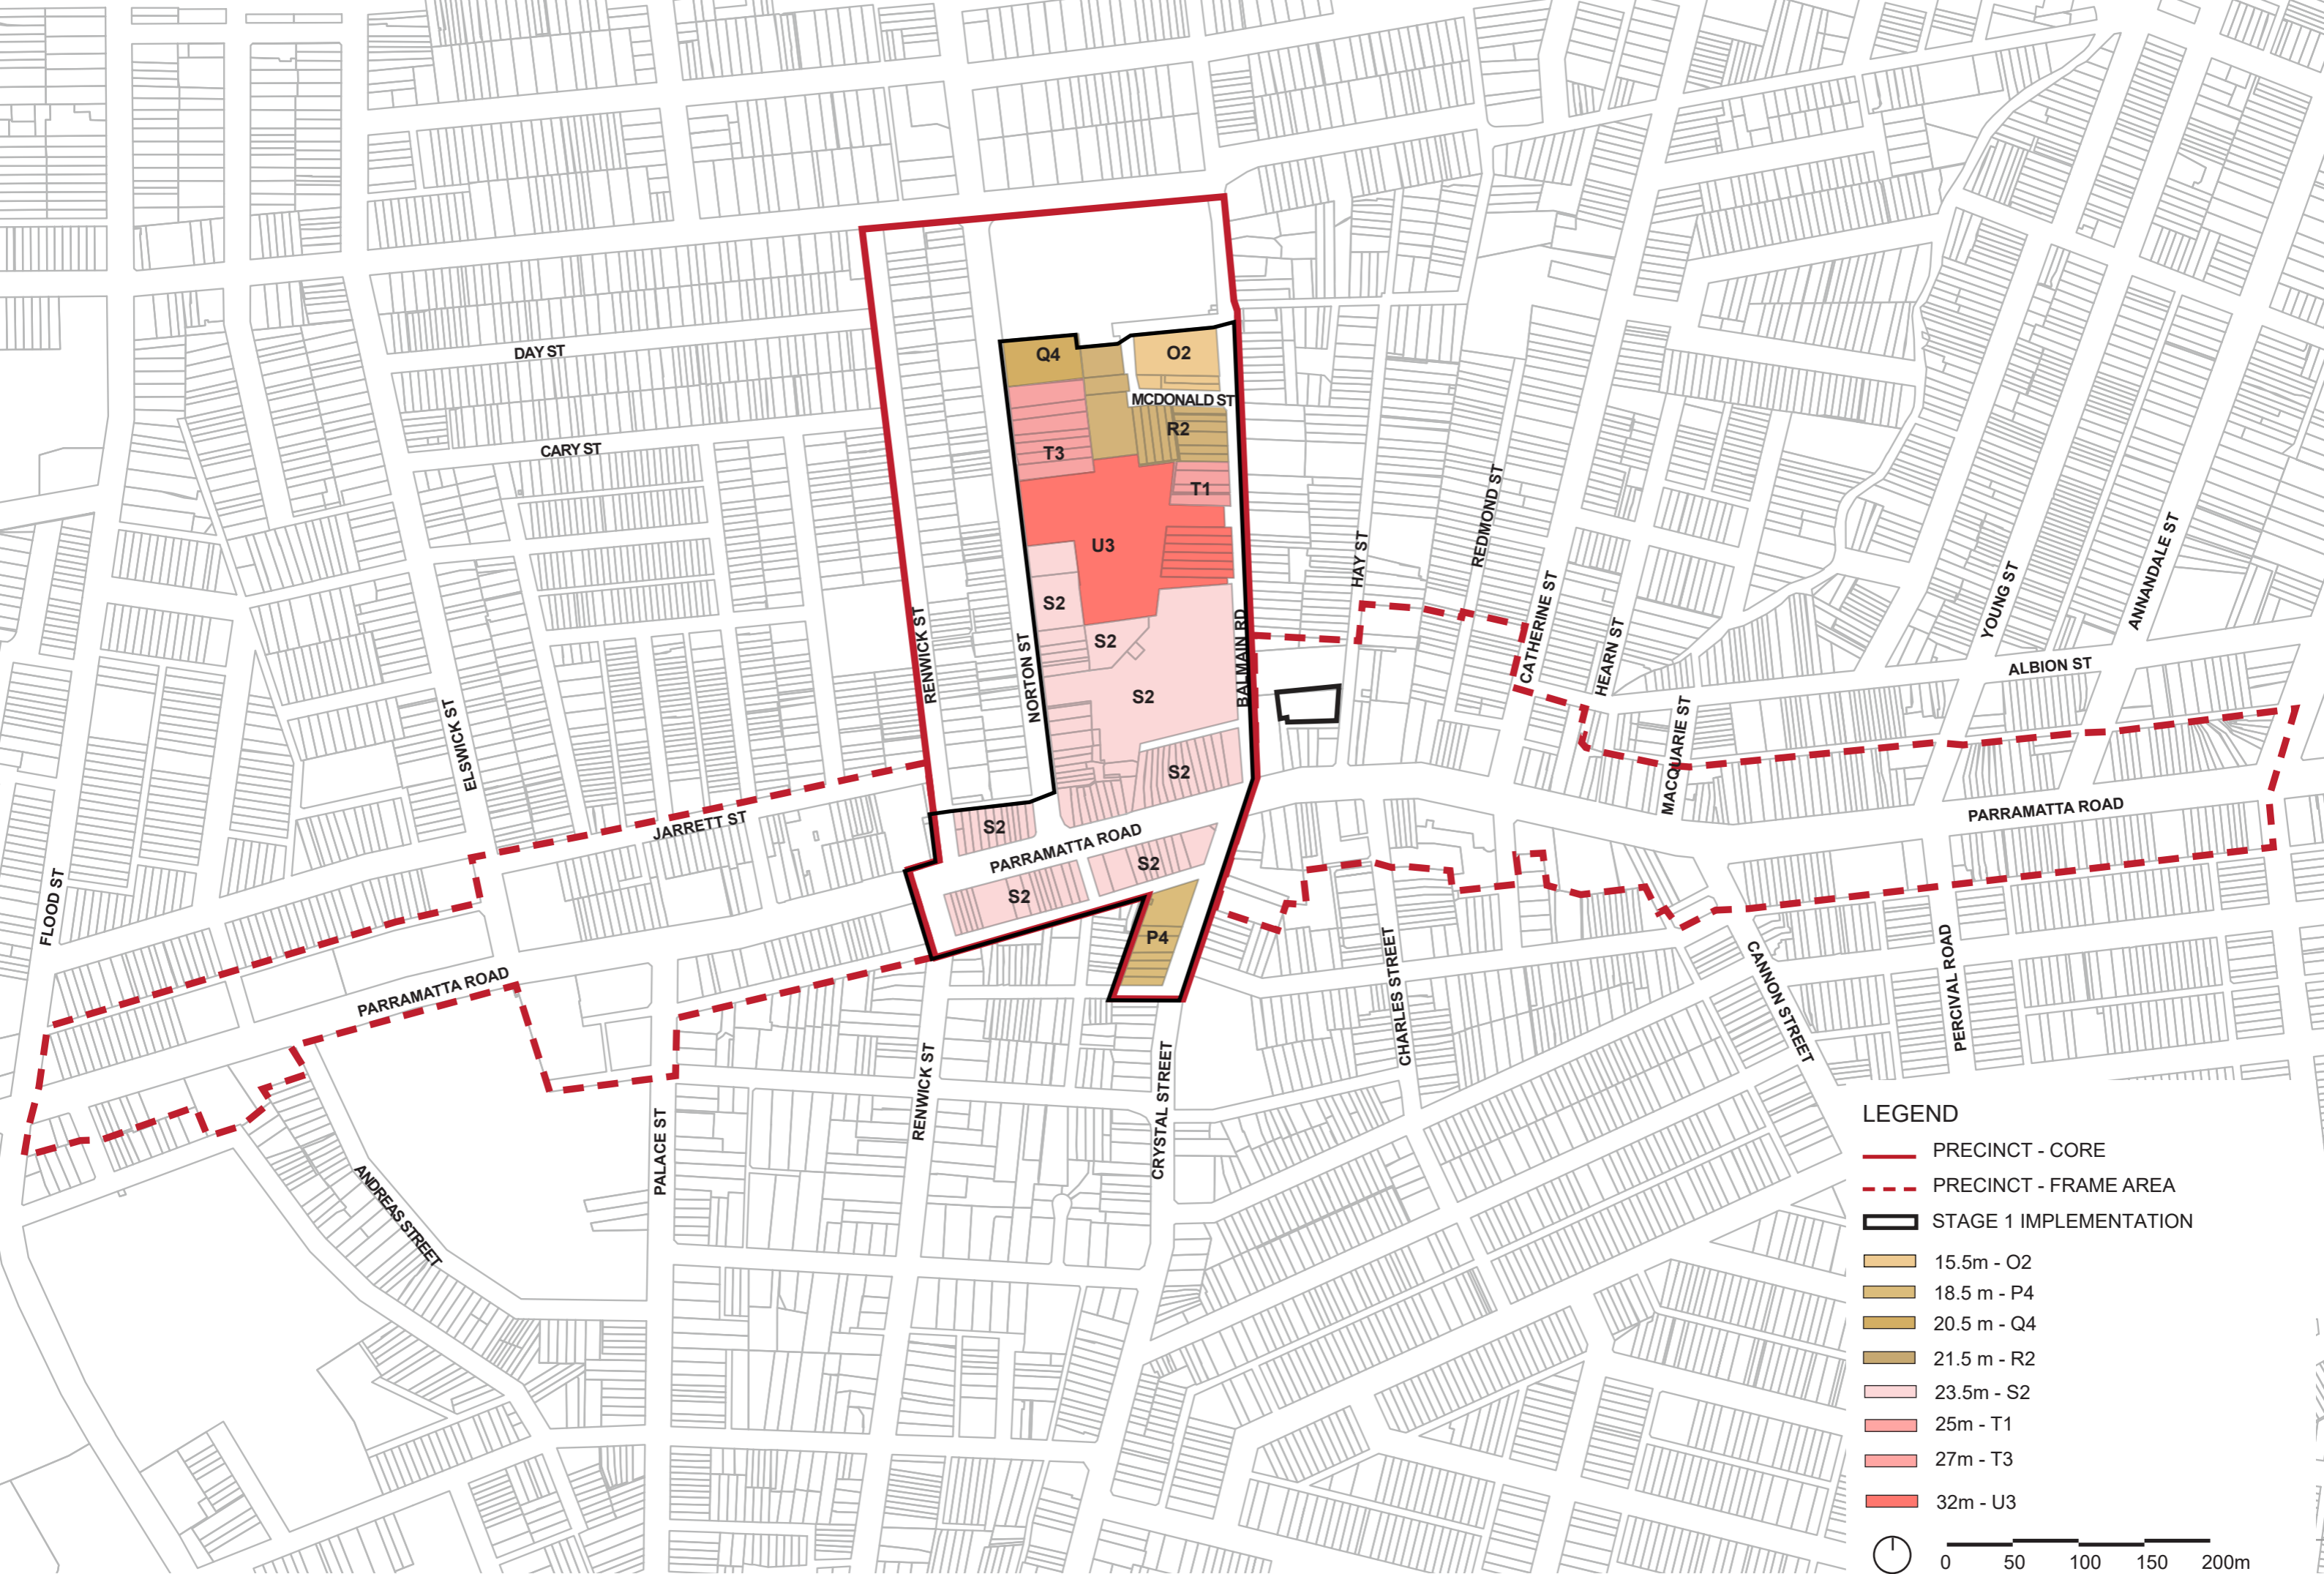 DAY ST
CARY ST
Q4
O2
MCDONALD ST
R2
T3
T1
U3
S2
S2
S2
S2
S2
S2
S2
P4
RENWICK ST
NORTON ST
BALMAIN RD
HAY ST
REDMOND ST
CATHERINE ST
HEARN ST
MACQUARIE ST
YOUNG ST
ANNANDALE ST
ALBION ST
PARRAMATTA ROAD
ELSWICK ST
JARRETT ST
FLOOD ST
PARRAMATTA ROAD
PARRAMATTA ROAD
ANDREAS STREET
PALACE ST
RENWICK ST
CRYSTAL STREET
CHARLES STREET
CANNON STREET
PERCIVAL ROAD
LEGEND
PRECINCT - CORE
PRECINCT - FRAME AREA
STAGE 1 IMPLEMENTATION
15.5m - O2
18.5 m - P4
20.5 m - Q4
21.5 m - R2
23.5m - S2
25m - T1
27m - T3
32m - U3
0 50 100 150 200m